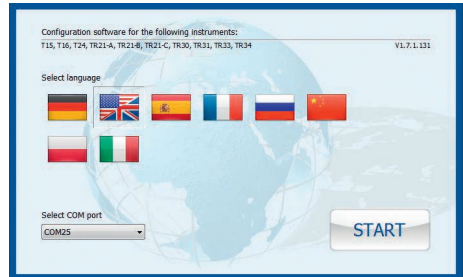 Configuration software for the following instruments:
T15, T16, T24, TR21-A, TR21-B, TR21-C, TR30, TR31, TR33, TR34
V1.7.1.131
Select language
Select COM port
COM25
START